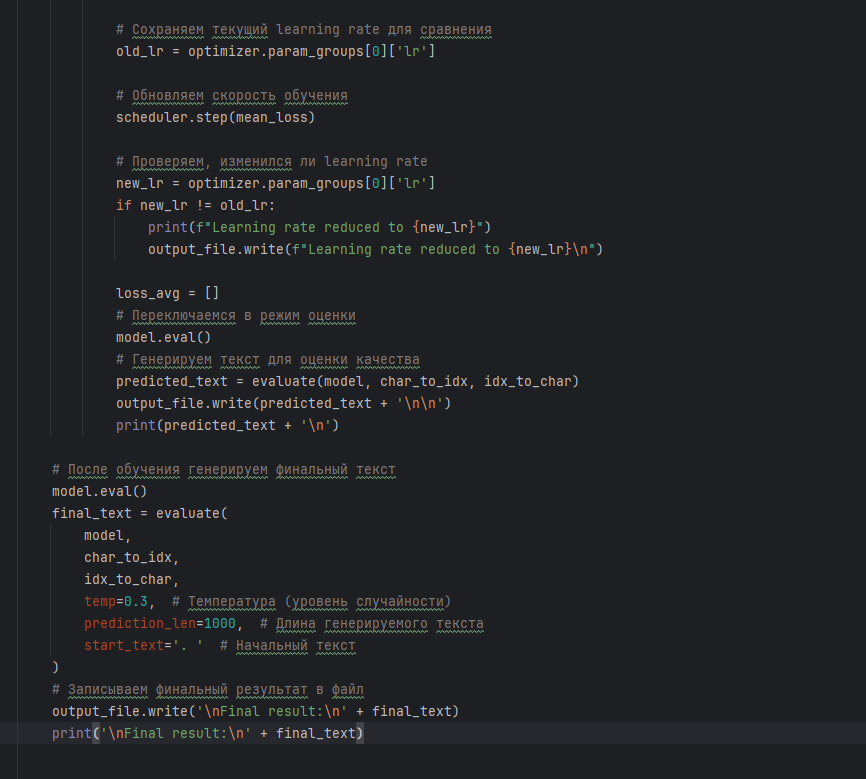 # Сохраняем текущий learning rate для сравнения
old_lr = optimizer.param_groups[0]['lr']
# Обновляем скорость обучения
scheduler.step(mean_loss)
# Проверяем, изменился ли learning rate
new_lr = optimizer.param_groups[0]['lr']
if new_lr != old_lr:
print(f"Learning rate reduced to {new_lr}")
output_file.write(f"Learning rate reduced to {new_lr}\n")
loss_avg = []
# Переключаемся в режим оценки
model.eval()
# Генерируем текст для оценки качества
predicted_text = evaluate(model, char_to_idx, idx_to_char)
output_file.write(predicted_text + '\n\n')
print(predicted_text + '\n')
# После обучения генерируем финальный текст
model.eval()
final_text = evaluate(
model,
char_to_idx,
idx_to_char,
temp=0.3,  # Температура (уровень случайности)
prediction_len=1000,  # Длина генерируемого текста
start_text='. '  # Начальный текст
)
# Записываем финальный результат в файл
output_file.write('\nFinal result:\n' + final_text)
print('\nFinal result:\n' + final_text)